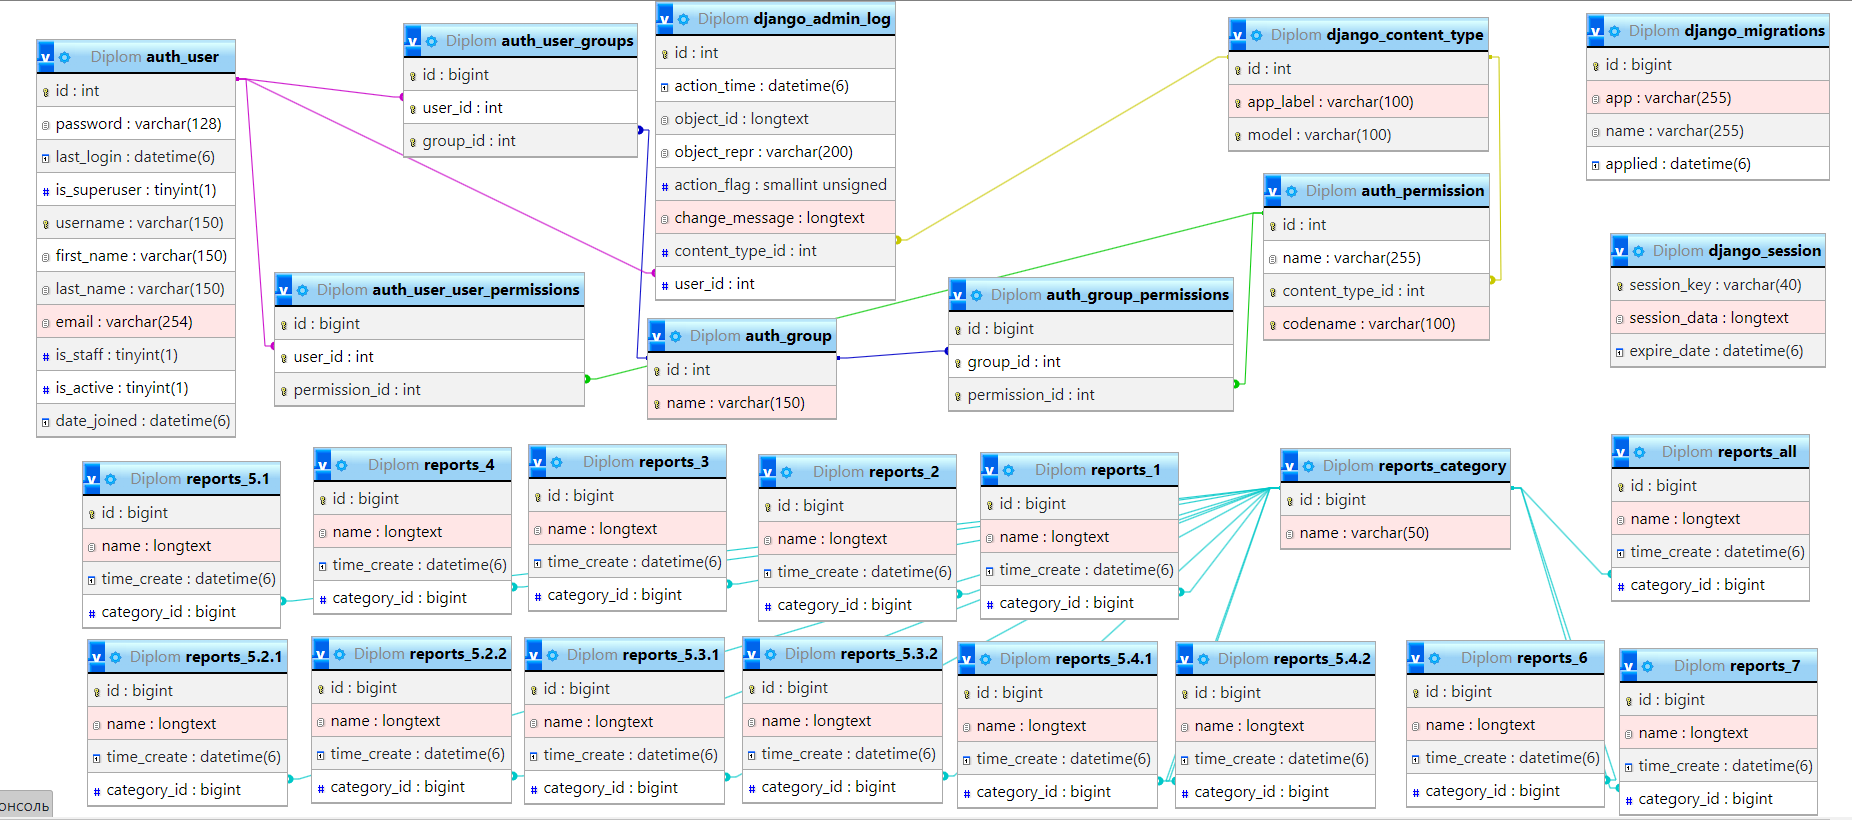 Diplom auth_user
id : int
password : varchar(128)
last_login : datetime(6)
is_superuser : tinyint(1)
username : varchar(150)
first_name : varchar(150)
last_name : varchar(150)
email : varchar(254)
is_staff : tinyint(1)
is_active : tinyint(1)
date_joined : datetime(6)
Diplom auth_user_groups
id : bigint
user_id : int
group_id : int
Diplom django_admin_log
id : int
action_time : datetime(6)
object_id : longtext
object_repr : varchar(200)
action_flag : smallint unsigned
change_message : longtext
content_type_id : int
user_id : int
Diplom django_content_type
id : int
app_label : varchar(100)
model : varchar(100)
Diplom django_migrations
id : bigint
app : varchar(255)
name : varchar(255)
applied : datetime(6)
Diplom auth_permission
id : int
name : varchar(255)
content_type_id : int
codename : varchar(100)
Diplom django_session
session_key : varchar(40)
session_data : longtext
expire_date : datetime(6)
Diplom auth_user_user_permissions
id : bigint
user_id : int
permission_id : int
Diplom auth_group
id : int
name : varchar(150)
Diplom auth_group_permissions
id : bigint
group_id : int
permission_id : int
Diplom reports_5.1
id : bigint
name : longtext
time_create : datetime(6)
category_id : bigint
Diplom reports_4
id : bigint
name : longtext
time_create : datetime(6)
category_id : bigint
Diplom reports_3
id : bigint
name : longtext
time_create : datetime(6)
category_id : bigint
Diplom reports_2
id : bigint
name : longtext
time_create : datetime(6)
category_id : bigint
Diplom reports_1
id : bigint
name : longtext
time_create : datetime(6)
category_id : bigint
Diplom reports_category
id : bigint
name : varchar(50)
Diplom reports_all
id : bigint
name : longtext
time_create : datetime(6)
category_id : bigint
Diplom reports_5.2.1
id : bigint
name : longtext
time_create : datetime(6)
category_id : bigint
Diplom reports_5.2.2
id : bigint
name : longtext
time_create : datetime(6)
category_id : bigint
Diplom reports_5.3.1
id : bigint
name : longtext
time_create : datetime(6)
category_id : bigint
Diplom reports_5.3.2
id : bigint
name : longtext
time_create : datetime(6)
category_id : bigint
Diplom reports_5.4.1
id : bigint
name : longtext
time_create : datetime(6)
category_id : bigint
Diplom reports_5.4.2
id : bigint
name : longtext
time_create : datetime(6)
category_id : bigint
Diplom reports_6
id : bigint
name : longtext
time_create : datetime(6)
category_id : bigint
Diplom reports_7
id : bigint
name : longtext
time_create : datetime(6)
category_id : bigint
онсоль